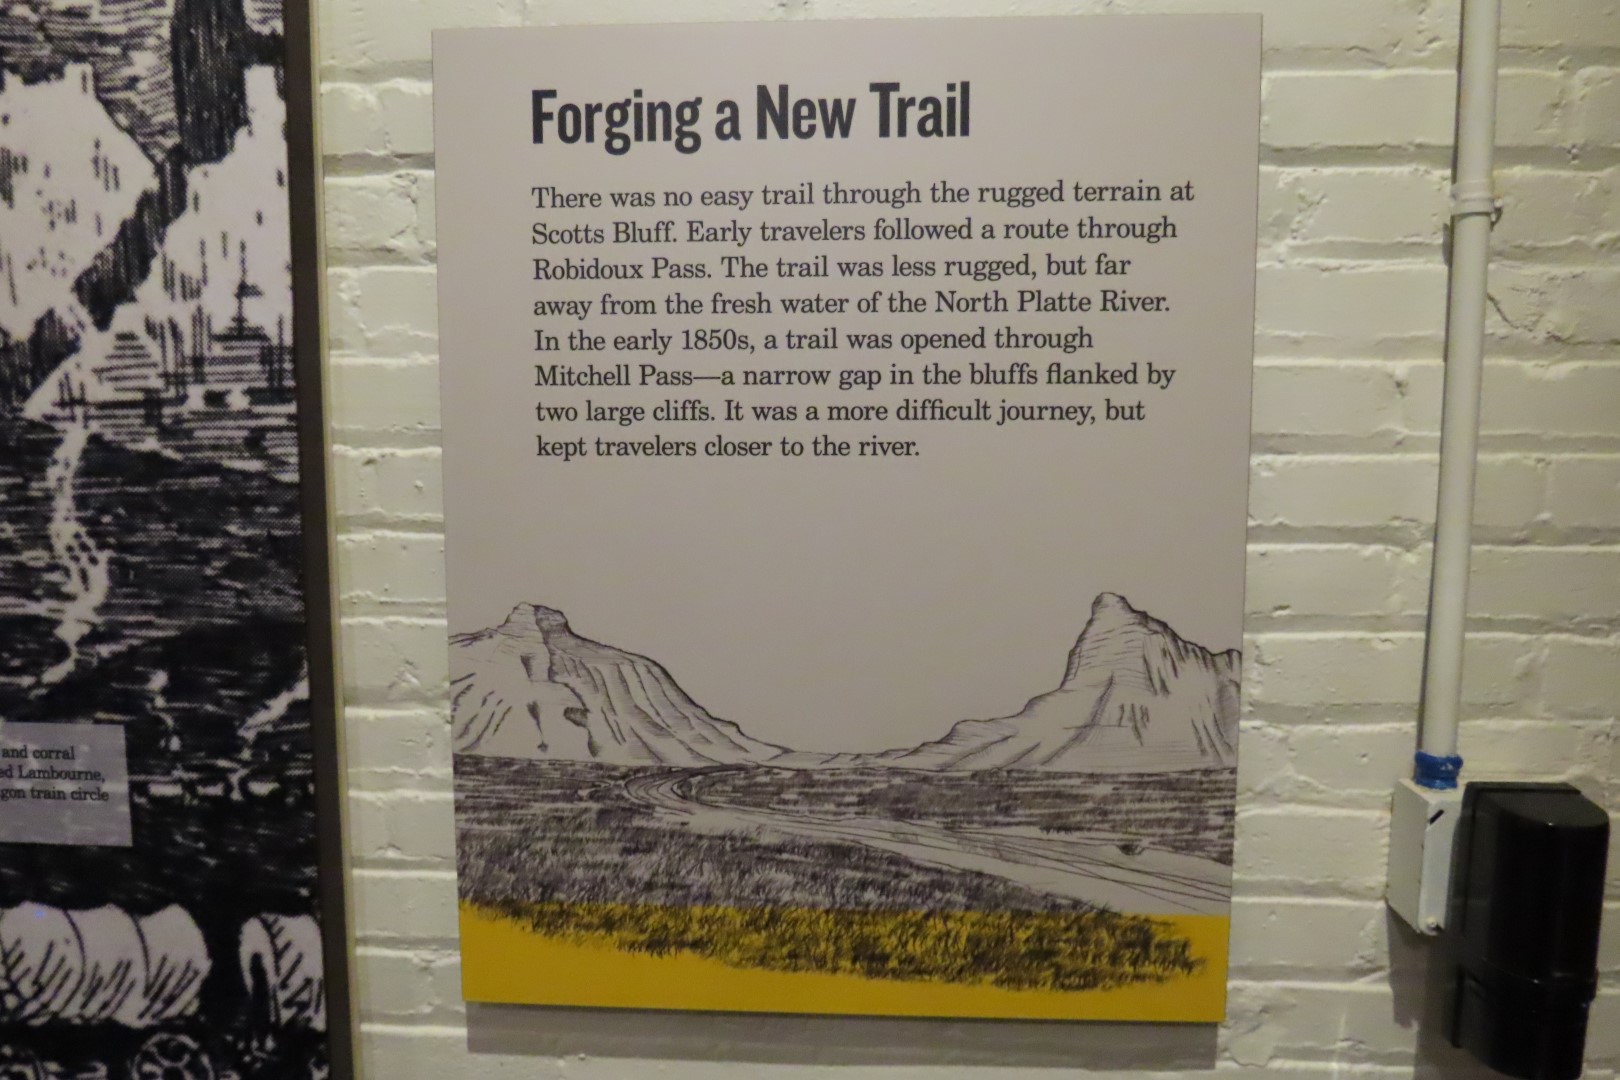 Forging a New Trail
There was no easy trail through the rugged terrain at
Scotts Bluff. Early travelers followed a route through
Robidoux Pass. The trail was less rugged, but far
away from the fresh water of the North Platte River.
In the early 1850s, a trail was opened through
Mitchell Pass—a narrow gap in the bluffs flanked by
two large cliffs. It was a more difficult journey, but
kept travelers closer to the river.
and corral
ed Lambourne,
gon train circle